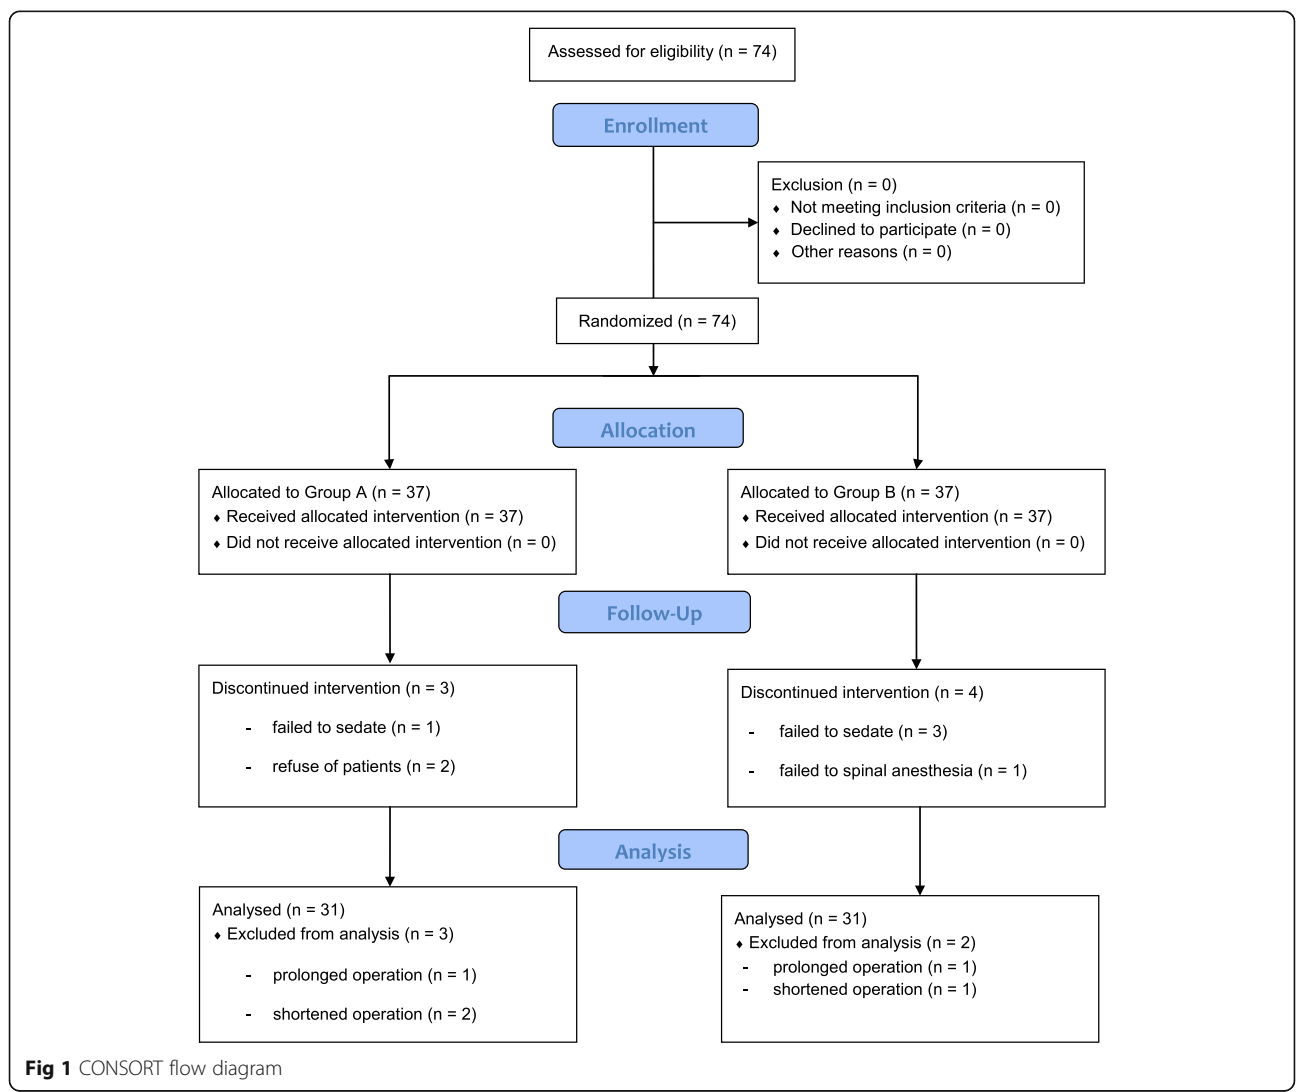 Assessed for eligibility (n = 74)
Enrollment
Exclusion (n = 0)
♦ Not meeting inclusion criteria (n = 0)
♦ Declined to participate (n = 0)
♦ Other reasons (n = 0)
Randomized (n = 74)
Allocation
Allocated to Group A (n = 37)
♦ Received allocated intervention (n = 37)
♦ Did not receive allocated intervention (n = 0)
Allocated to Group B (n = 37)
♦ Received allocated intervention (n = 37)
♦ Did not receive allocated intervention (n = 0)
Follow-Up
Discontinued intervention (n = 3)
- failed to sedate (n = 1)
- refuse of patients (n = 2)
Discontinued intervention (n = 4)
- failed to sedate (n = 3)
- failed to spinal anesthesia (n = 1)
Analysis
Analysed (n = 31)
♦ Excluded from analysis (n = 3)
- prolonged operation (n = 1)
- shortened operation (n = 2)
Analysed (n = 31)
♦ Excluded from analysis (n = 2)
- prolonged operation (n = 1)
- shortened operation (n = 1)
Fig 1 CONSORT flow diagram